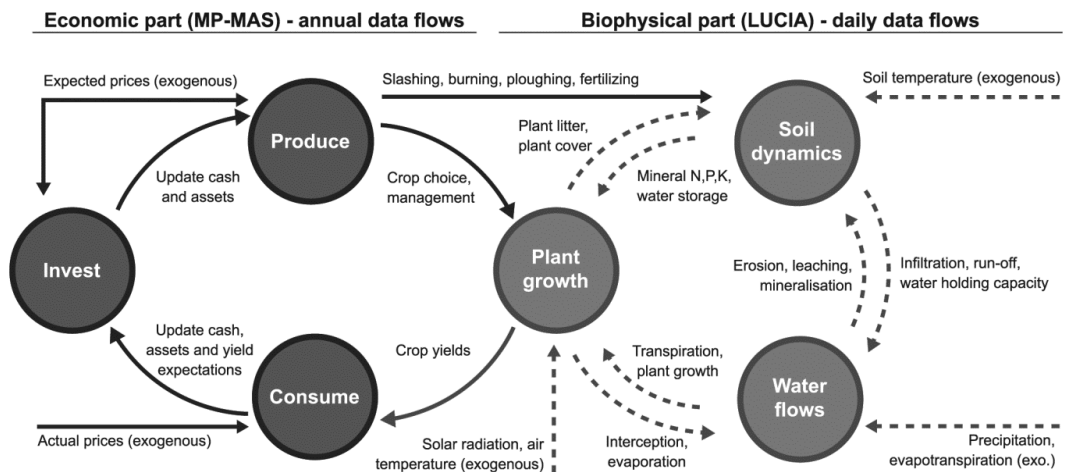 Economic part (MP-MAS) - annual data flows
Biophysical part (LUCIA) - daily data flows
Expected prices (exogenous)
Slashing, burning, ploughing, fertilizing
Soil temperature (exogenous)
Produce
Plant litter,
plant cover
Soil
dynamics
Update cash
and assets
Crop choice,
management
Mineral N,P,K,
water storage
Invest
Plant
growth
Erosion, leaching,
mineralisation
Infiltration, run-off,
water holding capacity
Update cash,
assets and yield
expectations
Crop yields
Transpiration,
plant growth
Consume
Water
flows
Actual prices (exogenous)
Solar radiation, air
temperature (exogenous)
Interception,
evaporation
Precipitation,
evapotranspiration (exo.)